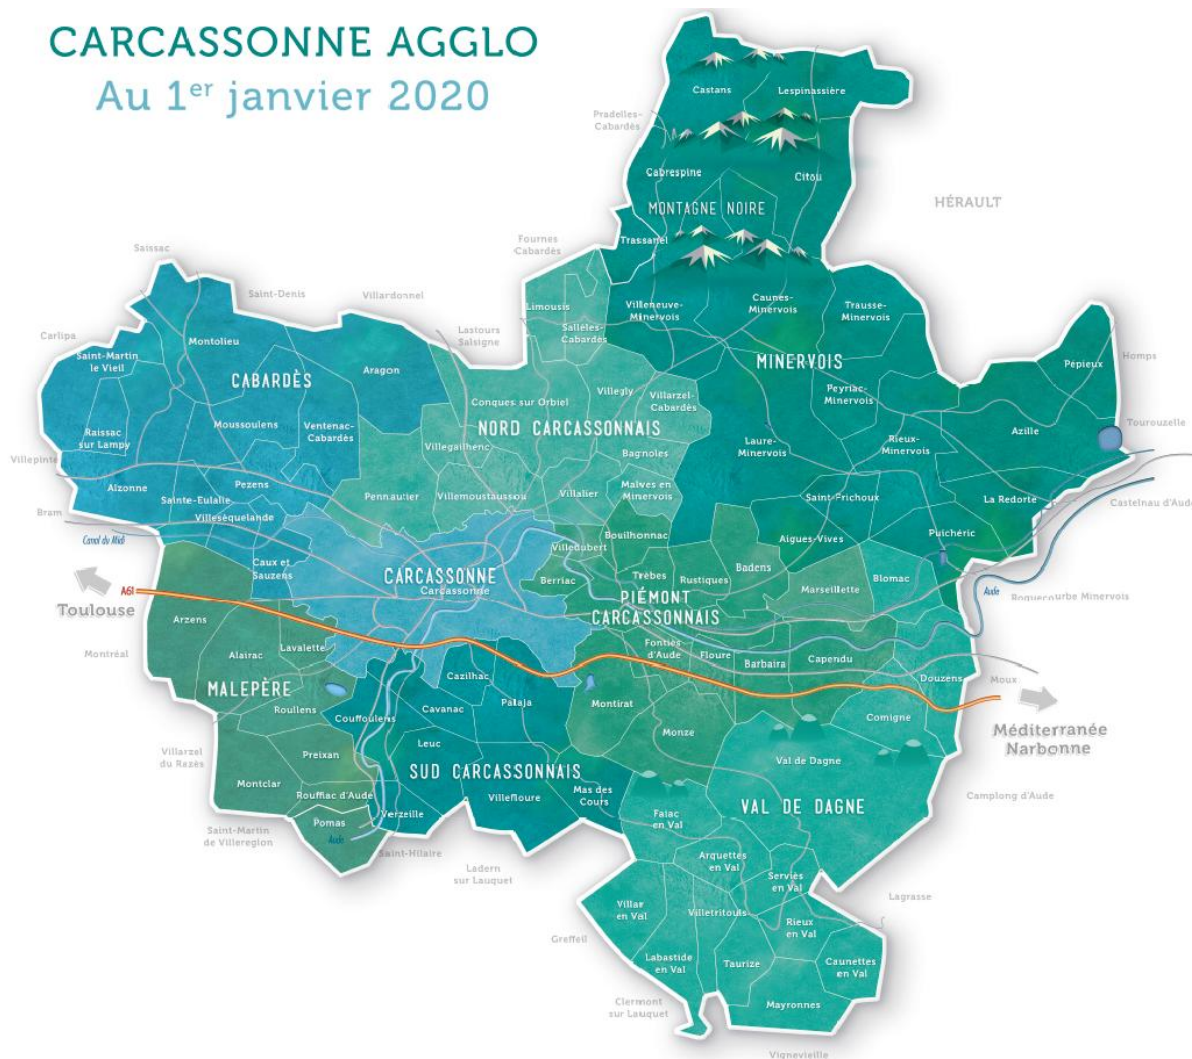 CARCASSONNE AGGLO
Au 1er janvier 2020
Castans
Lespinassière
Pradelles-
Cabardès
Cabrespine
Citou
HÉRAULT
MONTAGNE NOIRE
Trassanel
Fournes
Cabardès
Saissac
Saint-Denis
Villardonnel
Limousis
Villeneuve-
Minervois
Caunes-
Minervois
Trausse-
Minervois
Carlipa
Lastours
Salsigne
Sallèles-
Cabardès
Montolieu
Saint-Martin
le Vieil
CABARDÈS
Aragon
MINERVOIS
Pépieux
Homps
Conques sur Orbiel
Villegly
Villarzel-
Cabardès
Peyriac-
Minervois
Raissac
sur Lampy
Moussoulens
Ventenac-
Cabardès
NORD CARCASSONNAIS
Azille
Tourouzelle
Villegailhenc
Bagnoles
Laure-
Minervois
Rieux-
Minervois
Villepinte
Alzonne
Pezens
Sainte-Eulalie
Pennautier
Villemoustaussou
Villalier
Malves en
Minervois
Saint-Frichoux
La Redorte
Castelnau d'Aude
Bram
Villesèquelande
Canal du Midi
Bouilhonnac
Villedubert
Aigues-Vives
Puichéric
Caux et
Sauzens
CARCASSONNE
Carcassonne
Berriac
Trèbes
Rustiques
Badens
Marseillette
Blomac
Toulouse
A61
PIÉMONT
CARCASSONNAIS
Aude
Roquecourbe Minervois
Arzens
Montréal
Alairac
Lavalette
Fontiès
d'Aude
Floure
Barbaira
Capendu
Douzens
Moux
MALEPÈRE
Cazilhac
Palaja
Roullens
Couffoulens
Cavanac
Montirat
Monze
Comigne
Méditerranée
Narbonne
Villarzel
du Razès
Preixan
Leuc
SUD CARCASSONNAIS
Val de Dagne
Montclar
Rouffiac d'Aude
Villefloure
Mas des
Cours
VAL DE DAGNE
Camplong d'Aude
Pomas
Verzeille
Fajac
en Val
Saint-Martin
de Villereglan
Aude
Saint-Hilaire
Ladern
sur Lauquet
Arquettes
en Val
Serviès
en Val
Lagrasse
Villar
en Val
Villetritouls
Rieux
en Val
Greffeil
Labastide
en Val
Taurize
Caunettes
en Val
Clermont
sur Lauquet
Mayronnes
Vignevieille